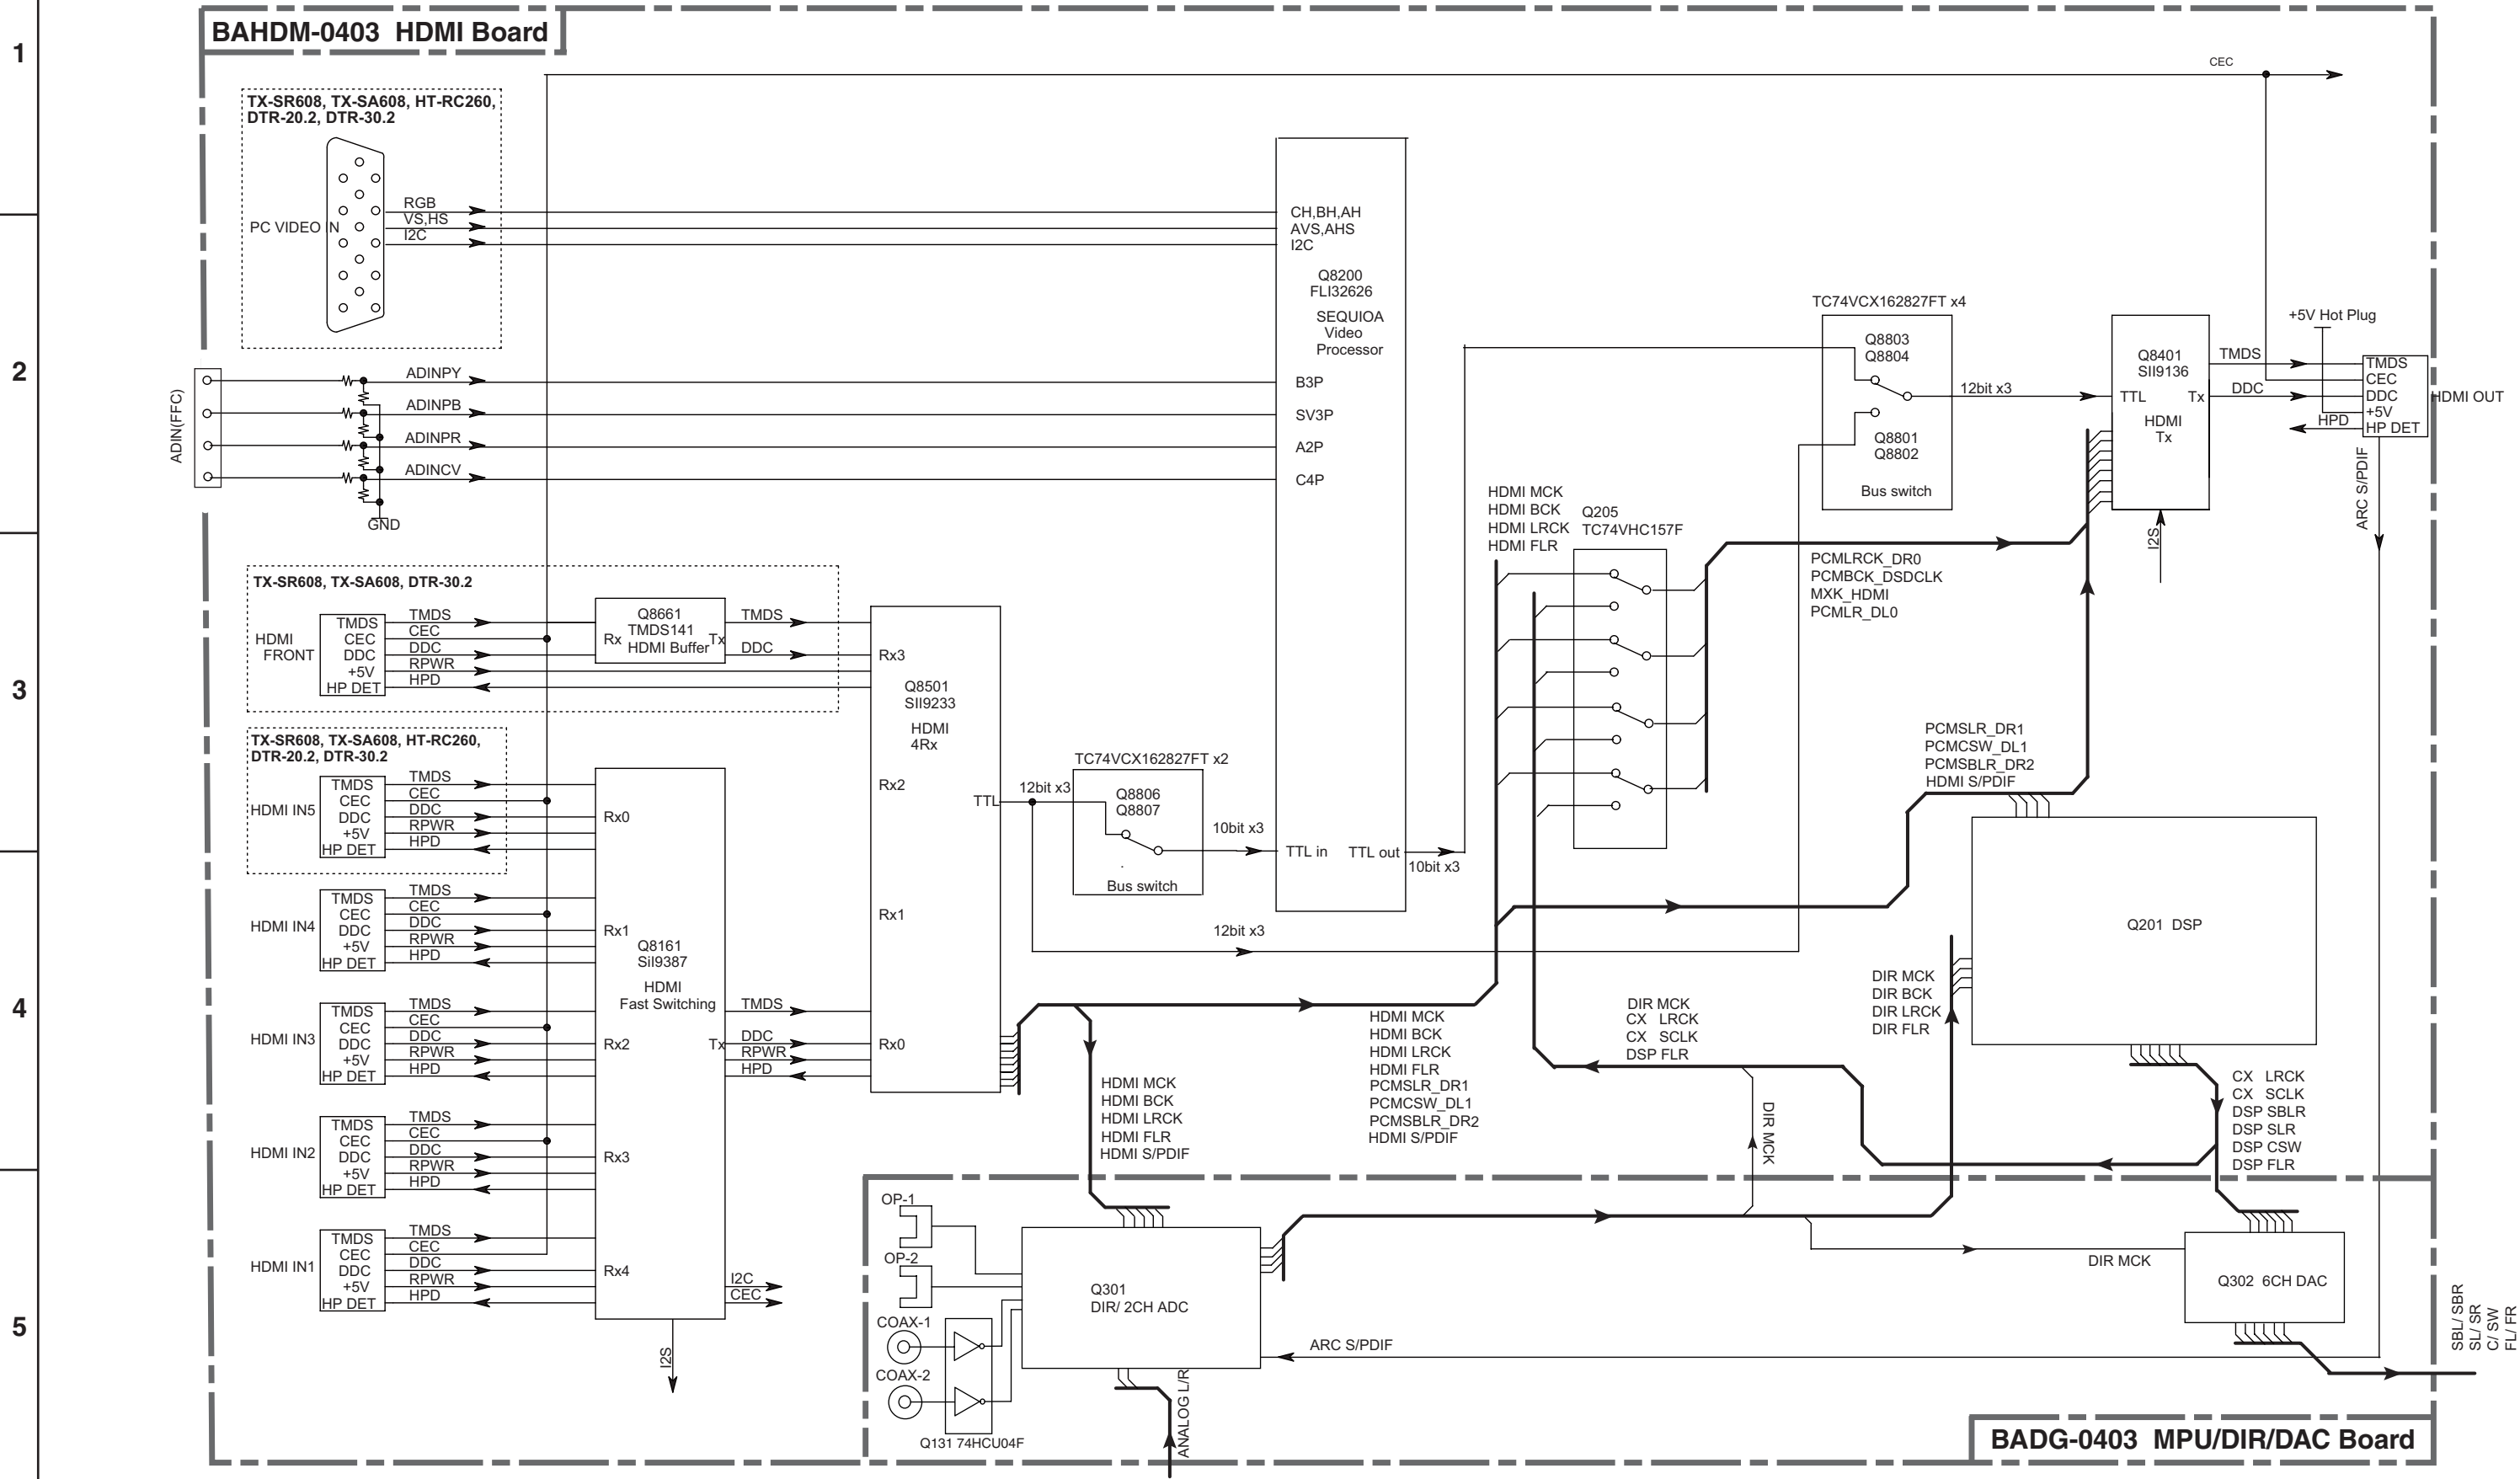 1
2
3
4
5
BAHDM-0403 HDMI Board
CEC
TX-SR608, TX-SA608, HT-RC260,
DTR-20.2, DTR-30.2
PC VIDEO IN
RGB
VS,HS
I2C
CH,BH,AH
AVS,AHS
I2C
Q8200
FLI32626
SEQUIOA
Video
Processor
B3P
SV3P
A2P
C4P
TTL in
TTL out
10bit x3
ADIN(FFC)
ADINPY
ADINPB
ADINPR
ADINCV
GND
TC74VCX162827FT x4
Q8803
Q8804
Q8801
Q8802
Bus switch
12bit x3
Q8401
SII9136
TTL
Tx
HDMI
Tx
I2S
TMDS
DDC
+5V Hot Plug
TMDS
CEC
DDC
+5V
HP DET
HPD
HDMI OUT
ARC S/PDIF
HDMI MCK
HDMI BCK
HDMI LRCK
HDMI FLR
Q205
TC74VHC157F
PCMLRCK_DR0
PCMBCK_DSDCLK
MXK_HDMI
PCMLR_DL0
TX-SR608, TX-SA608, DTR-30.2
HDMI
FRONT
TMDS
CEC
DDC
+5V
HP DET
TMDS
CEC
DDC
RPWR
HPD
Q8661
TMDS141
Rx
Tx
HDMI Buffer
TMDS
DDC
Rx3
Q8501
SII9233
HDMI
4Rx
Rx2
TTL
Rx1
Rx0
TX-SR608, TX-SA608, HT-RC260,
DTR-20.2, DTR-30.2
HDMI IN5
TMDS
CEC
DDC
+5V
HP DET
TMDS
CEC
DDC
RPWR
HPD
Rx0
HDMI IN4
TMDS
CEC
DDC
+5V
HP DET
TMDS
CEC
DDC
RPWR
HPD
Rx1
Q8161
SiI9387
HDMI
Fast Switching
HDMI IN3
TMDS
CEC
DDC
+5V
HP DET
TMDS
CEC
DDC
RPWR
HPD
Rx2
Tx
TMDS
DDC
RPWR
HPD
HDMI IN2
TMDS
CEC
DDC
+5V
HP DET
TMDS
CEC
DDC
RPWR
HPD
Rx3
HDMI IN1
TMDS
CEC
DDC
+5V
HP DET
TMDS
CEC
DDC
RPWR
HPD
Rx4
I2C
CEC
I2S
12bit x3
TC74VCX162827FT x2
Q8806
Q8807
Bus switch
10bit x3
12bit x3
PCMSLR_DR1
PCMCSW_DL1
PCMSBLR_DR2
HDMI S/PDIF
Q201 DSP
DIR MCK
DIR BCK
DIR LRCK
DIR FLR
DIR MCK
CX LRCK
CX SCLK
DSP FLR
HDMI MCK
HDMI BCK
HDMI LRCK
HDMI FLR
PCMSLR_DR1
PCMCSW_DL1
PCMSBLR_DR2
HDMI S/PDIF
HDMI MCK
HDMI BCK
HDMI LRCK
HDMI FLR
HDMI S/PDIF
DIR MCK
CX LRCK
CX SCLK
DSP SBLR
DSP SLR
DSP CSW
DSP FLR
OP-1
OP-2
COAX-1
COAX-2
Q131 74HCU04F
Q301
DIR/ 2CH ADC
ANALOG L/R
ARC S/PDIF
DIR MCK
Q302 6CH DAC
SBL/ SBR
SL/ SR
C/ SW
FL/ FR
BADG-0403 MPU/DIR/DAC Board